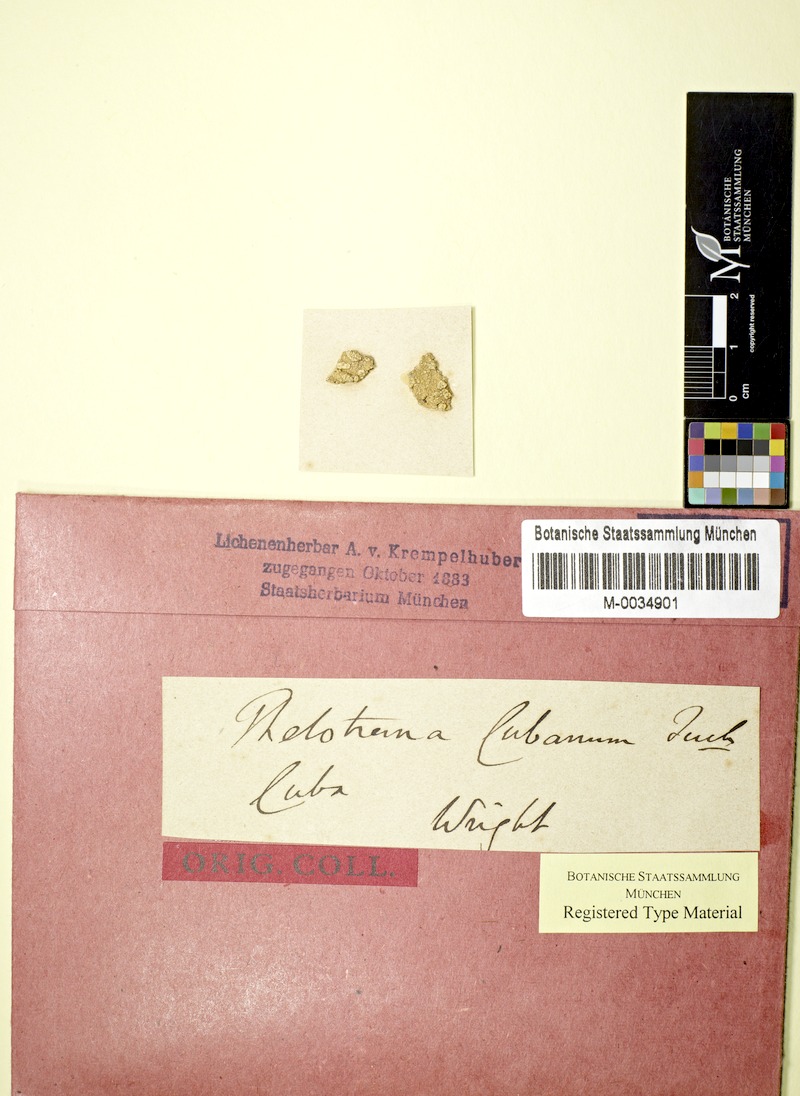 BOTANISCHE
STAATSSAMMLUNG
MÜNCHEN
M
0 1 2
cm
copyright reserved
Lichenenherbar A. v. Krempelhuber
zugegangen Oktober 1883
Staatsherbarium München
Botanische Staatssammlung München
M-0034901
Thelotrema Cubanum Tuck
Cuba Wright
ORIG. COLL.
BOTANISCHE STAATSSAMMLUNG
MÜNCHEN
Registered Type Material